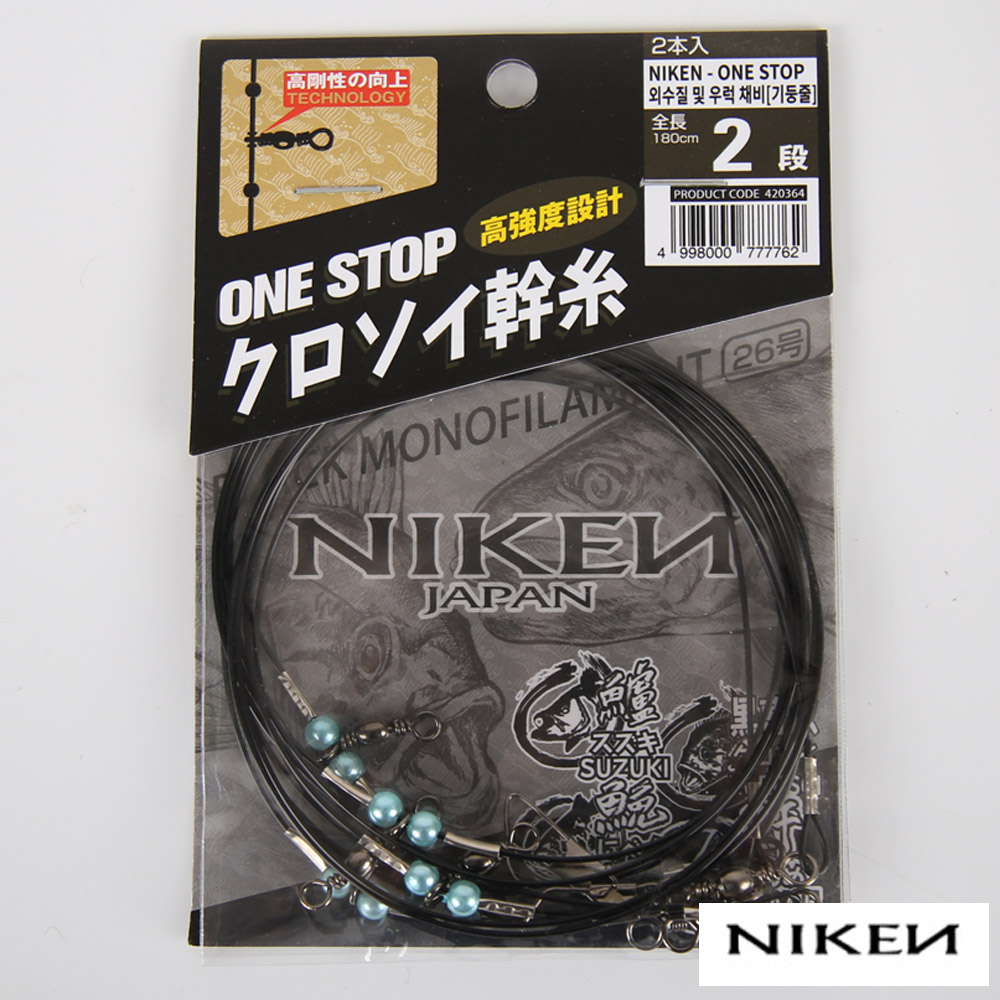 高剛性の向上
TECHNOLOGY
2本入
NIKEN - ONE STOP
외수질 및 우럭 채비[기둥줄]
全長
180cm
2 段
PRODUCT CODE 420364
4 998000 777762
高強度設計
ONE STOP
クロソイ幹糸
MONOFILAMENT
26号
NIKEN
JAPAN
鱸
スズキ
SUZUKI
NIKEN